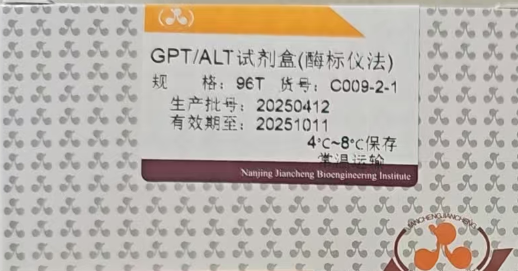 GPT/ALT试剂盒(酶标仪法)
规 格：96T 货号：C009-2-1
生产批号：20250412
有效期至：20251011
4℃~8℃保存
常温运输
Nanjing Jiancheng Bioengineering Institute
JIANCHENGJIANCHENG